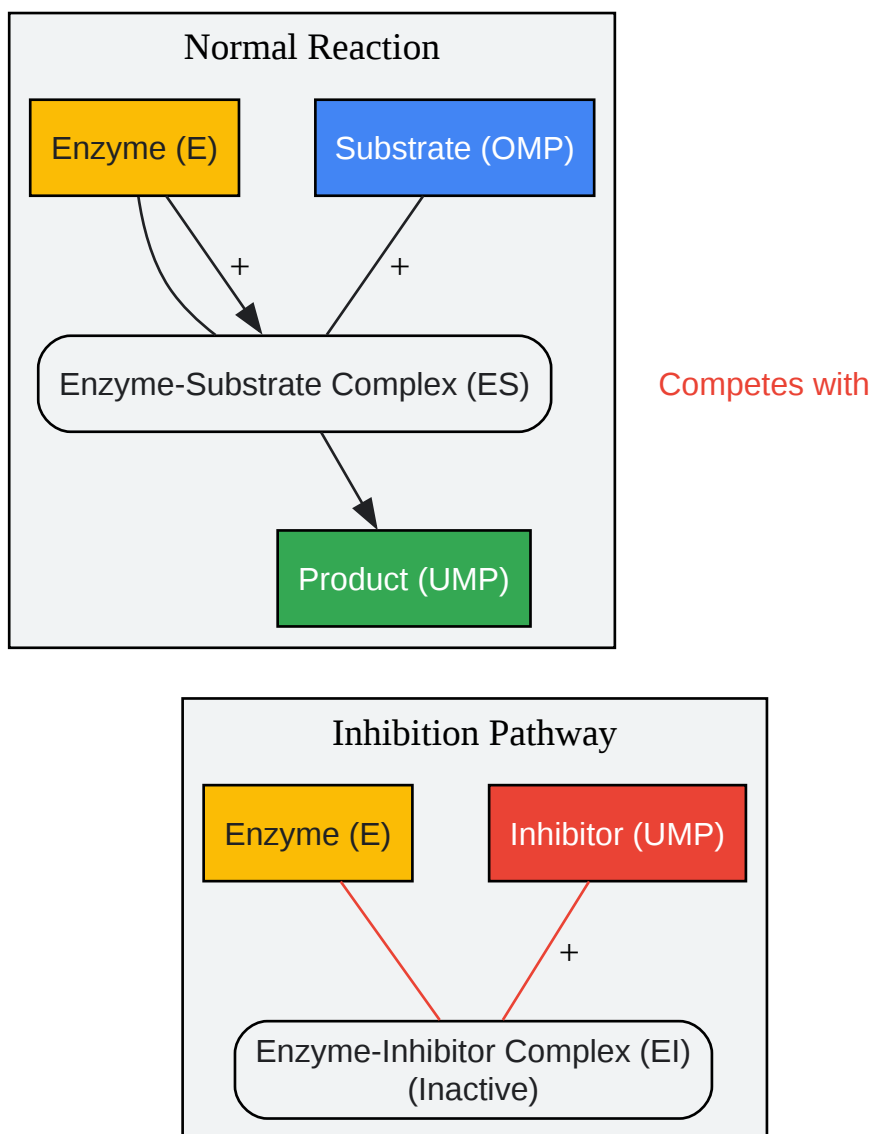 Normal Reaction
Enzyme (E)
Substrate (OMP)
+
+
Enzyme-Substrate Complex (ES)
Competes with
Product (UMP)
Inhibition Pathway
Enzyme (E)
Inhibitor (UMP)
+
Enzyme-Inhibitor Complex (EI)
(Inactive)